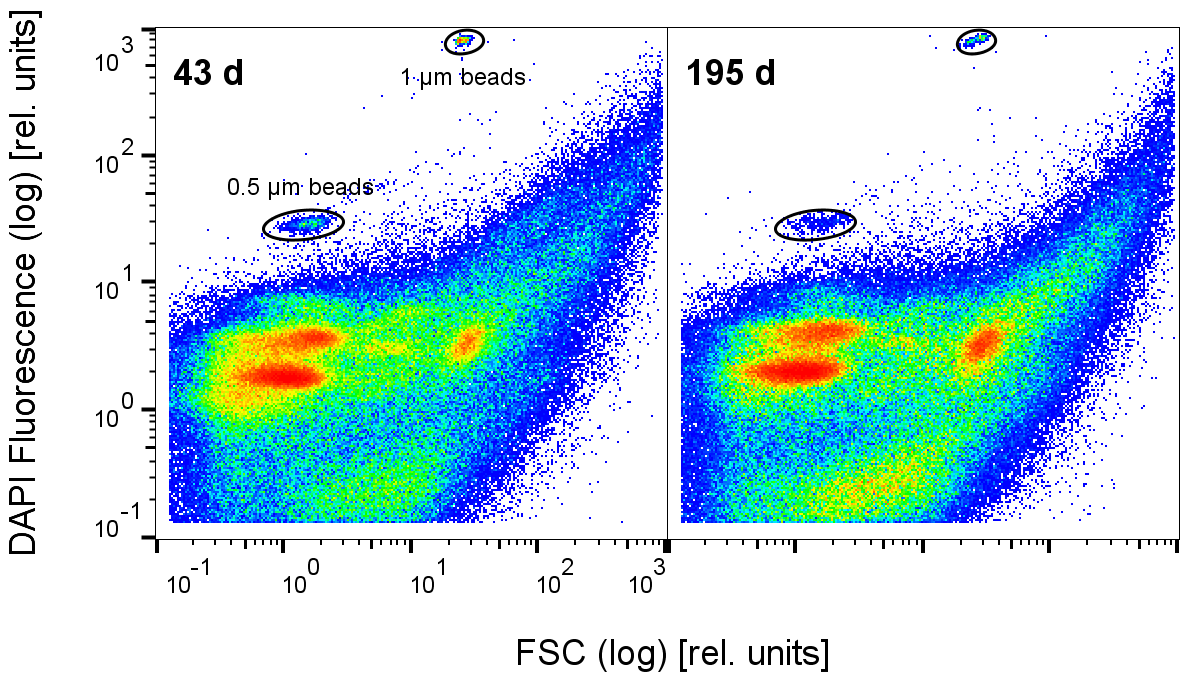 DAPI Fluorescence (log) [rel. units]
10³
10²
10¹
10⁰
10⁻¹
43 d
1 µm beads
0.5 µm beads
195 d
10⁻¹ 10⁰ 10¹ 10² 10³
FSC (log) [rel. units]